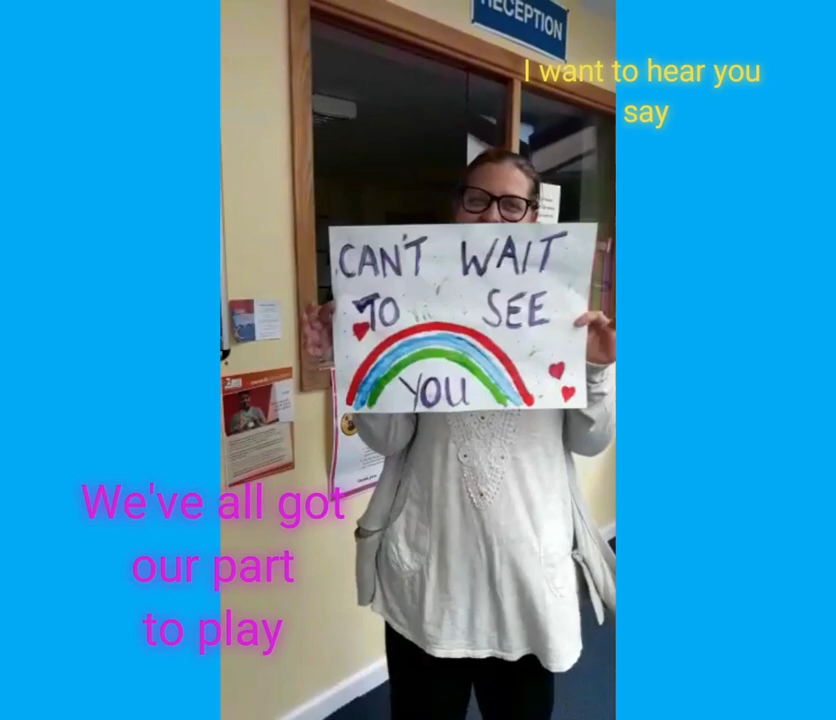 RECEPTION
I want to hear you
say
CAN'T WAIT
TO SEE
YOU
We've all got
our part
to play